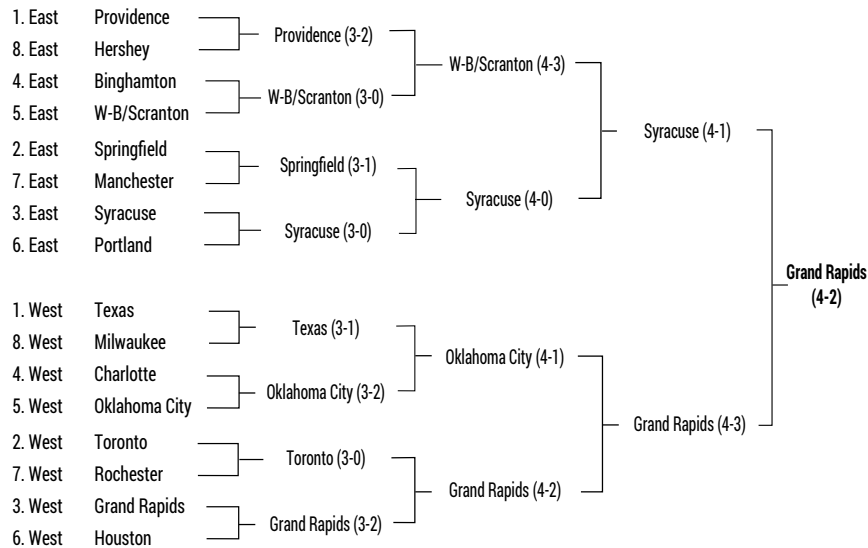 1. East Providence
8. East Hershey
Providence (3-2)
4. East Binghamton
5. East W-B/Scranton
W-B/Scranton (3-0)
W-B/Scranton (4-3)
2. East Springfield
7. East Manchester
Springfield (3-1)
3. East Syracuse
6. East Portland
Syracuse (3-0)
Syracuse (4-0)
Syracuse (4-1)
1. West Texas
8. West Milwaukee
Texas (3-1)
4. West Charlotte
5. West Oklahoma City
Oklahoma City (3-2)
Oklahoma City (4-1)
2. West Toronto
7. West Rochester
Toronto (3-0)
3. West Grand Rapids
6. West Houston
Grand Rapids (3-2)
Grand Rapids (4-2)
Grand Rapids (4-3)
Grand Rapids
(4-2)